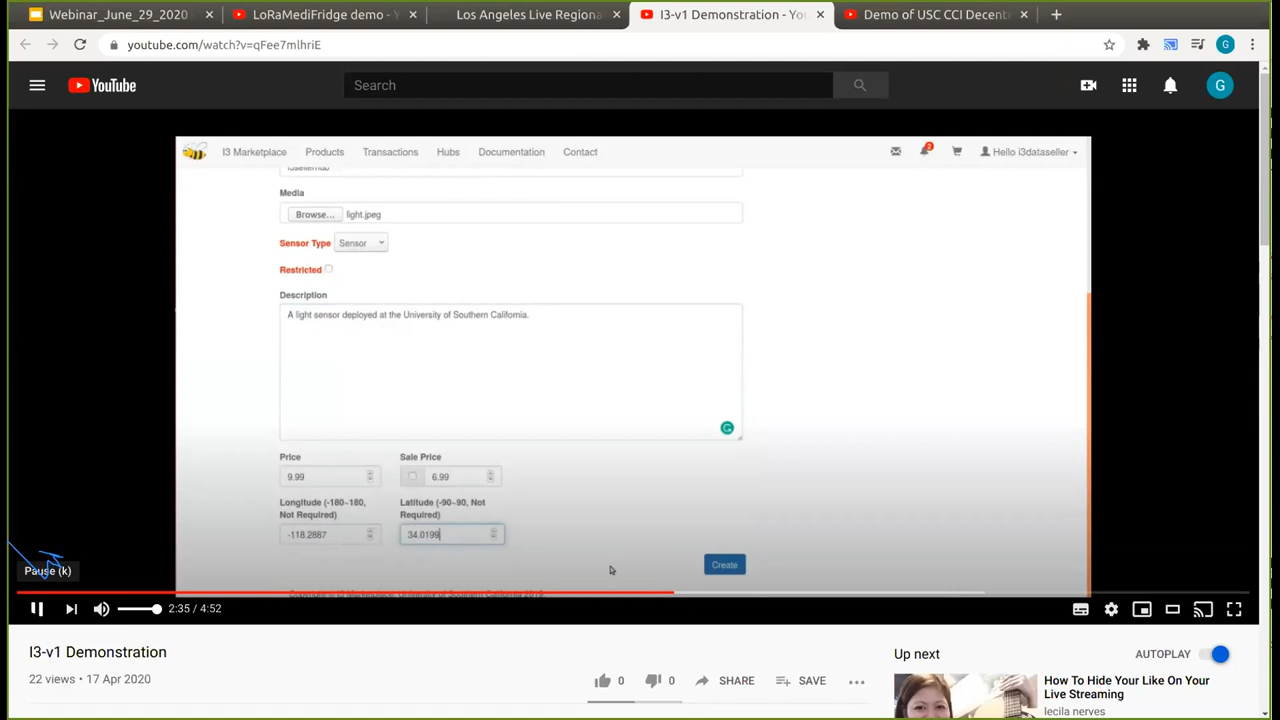 Webinar_June_29_2020 × LoRaMediFridge demo - Y × Los Angeles Live Regiona × I3-v1 Demonstration - Yo × Demo of USC CCI Decent × +
youtube.com/watch?v=qFee7mlhriE G
YouTube Search G
I3 Marketplace Products Transactions Hubs Documentation Contact 2 Hello i3dataseller
Media
Browse... light.jpeg
Sensor Type Sensor
Restricted
Description
A light sensor deployed at the University of Southern California.
Price Sale Price
9.99 6.99
Longitude (-180~180, Not Required) Latitude (-90~90, Not Required)
-118.2887 34.0199
Create
Pause (k)
2:35 / 4:52
I3-v1 Demonstration
22 views • 17 Apr 2020
0 0 SHARE SAVE
Up next AUTOPLAY
How To Hide Your Like On Your
Live Streaming
lecila nerves